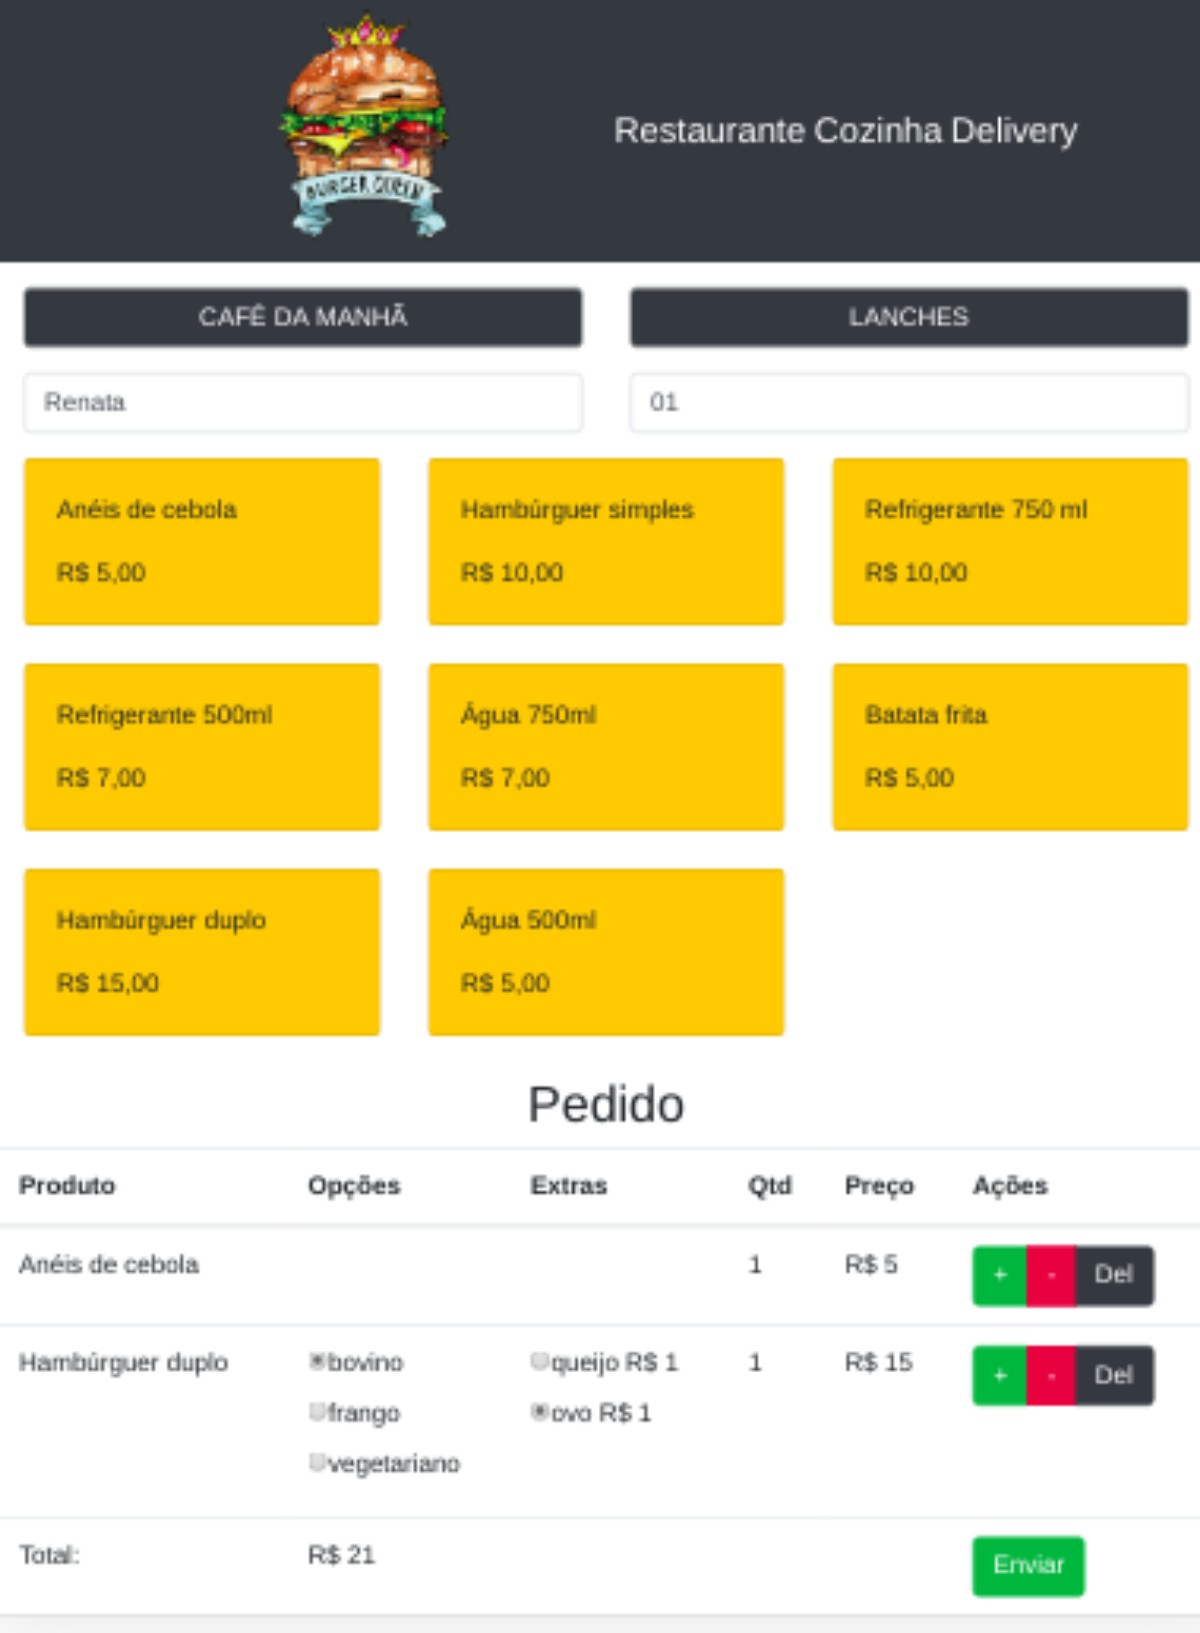 BURGER QUEEN
Restaurante Cozinha Delivery
CAFÉ DA MANHÃ
LANCHES
Renata
01
Anéis de cebola
R$ 5,00
Hambúrguer simples
R$ 10,00
Refrigerante 750 ml
R$ 10,00
Refrigerante 500ml
R$ 7,00
Água 750ml
R$ 7,00
Batata frita
R$ 5,00
Hambúrguer duplo
R$ 15,00
Água 500ml
R$ 5,00
Pedido
Produto Opções Extras Qtd Preço Ações
Anéis de cebola 1 R$ 5 + - Del
Hambúrguer duplo bovino queijo R$ 1 1 R$ 15 + - Del
frango ovo R$ 1
vegetariano
Total: R$ 21 Enviar